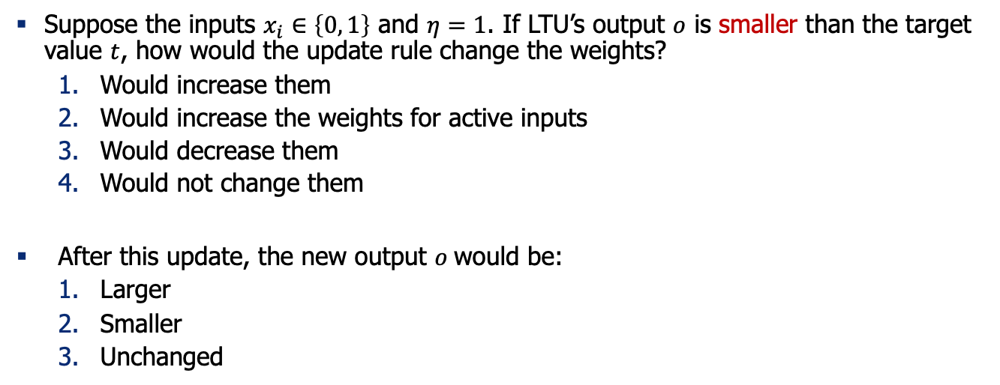 ▪ Suppose the inputs 𝑥ᵢ ∈ {0, 1} and 𝜂 = 1. If LTU’s output 𝑜 is smaller than the target
value 𝑡, how would the update rule change the weights?
1. Would increase them
2. Would increase the weights for active inputs
3. Would decrease them
4. Would not change them
▪ After this update, the new output 𝑜 would be:
1. Larger
2. Smaller
3. Unchanged